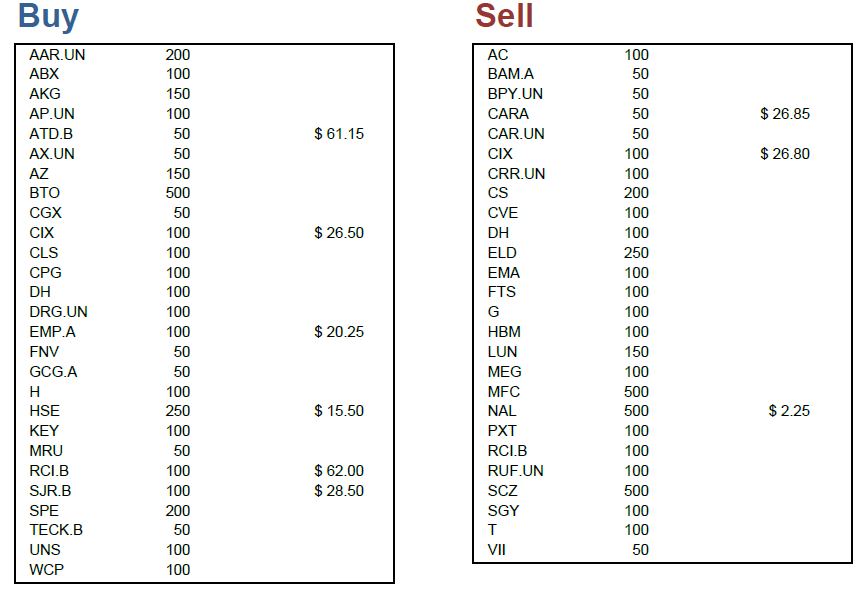 Buy
AAR.UN 200
ABX 100
AKG 150
AP.UN 100
ATD.B 50 $ 61.15
AX.UN 50
AZ 150
BTO 500
CGX 50
CIX 100 $ 26.50
CLS 100
CPG 100
DH 100
DRG.UN 100
EMP.A 100 $ 20.25
FNV 50
GCG.A 50
H 100
HSE 250 $ 15.50
KEY 100
MRU 50
RCI.B 100 $ 62.00
SJR.B 100 $ 28.50
SPE 200
TECK.B 50
UNS 100
WCP 100
Sell
AC 100
BAM.A 50
BPY.UN 50
CARA 50 $ 26.85
CAR.UN 50
CIX 100 $ 26.80
CRR.UN 100
CS 200
CVE 100
DH 100
ELD 250
EMA 100
FTS 100
G 100
HBM 100
LUN 150
MEG 100
MFC 500
NAL 500 $ 2.25
PXT 100
RCI.B 100
RUF.UN 100
SCZ 500
SGY 100
T 100
VII 50